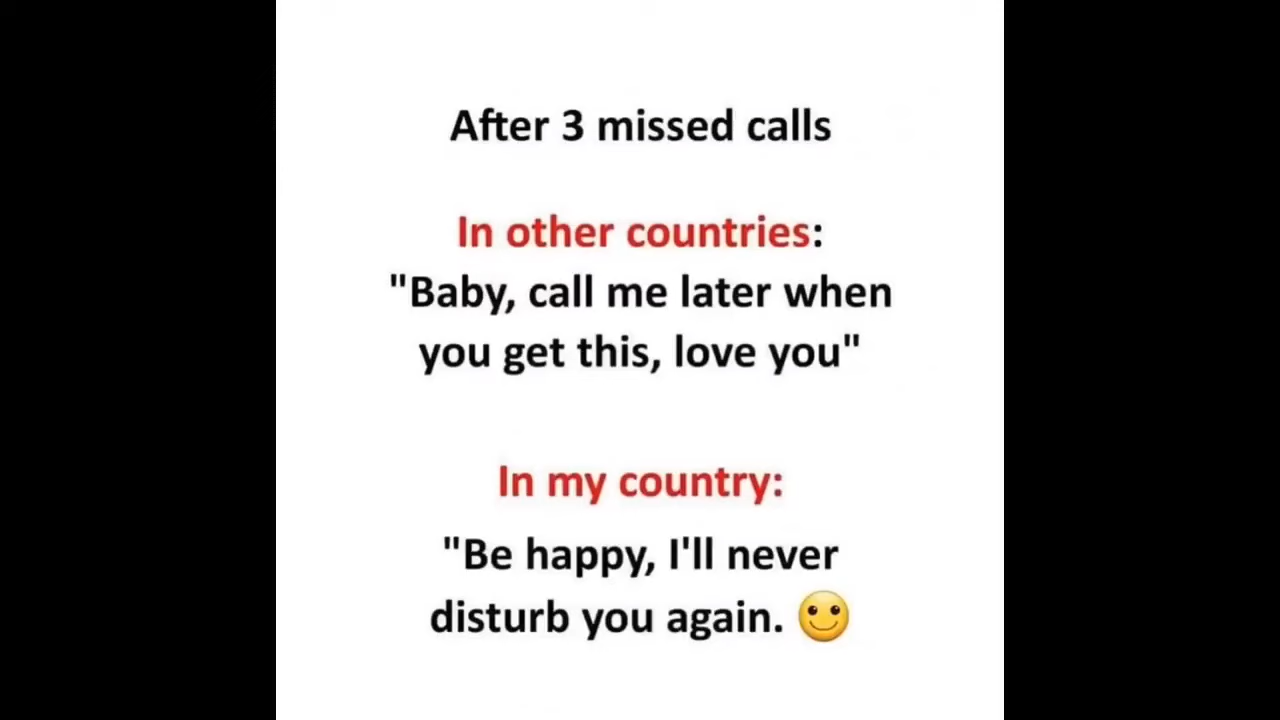 After 3 missed calls
In other countries:
"Baby, call me later when
you get this, love you"
In my country:
"Be happy, I'll never
disturb you again. 🙂